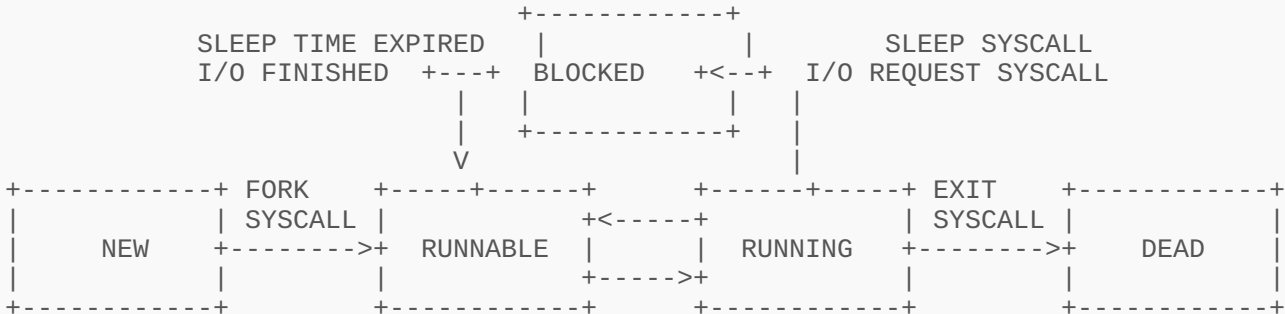 SLEEP TIME EXPIRED SLEEP SYSCALL
I/O FINISHED BLOCKED I/O REQUEST SYSCALL
FORK EXIT
SYSCALL SYSCALL
NEW RUNNABLE RUNNING DEAD